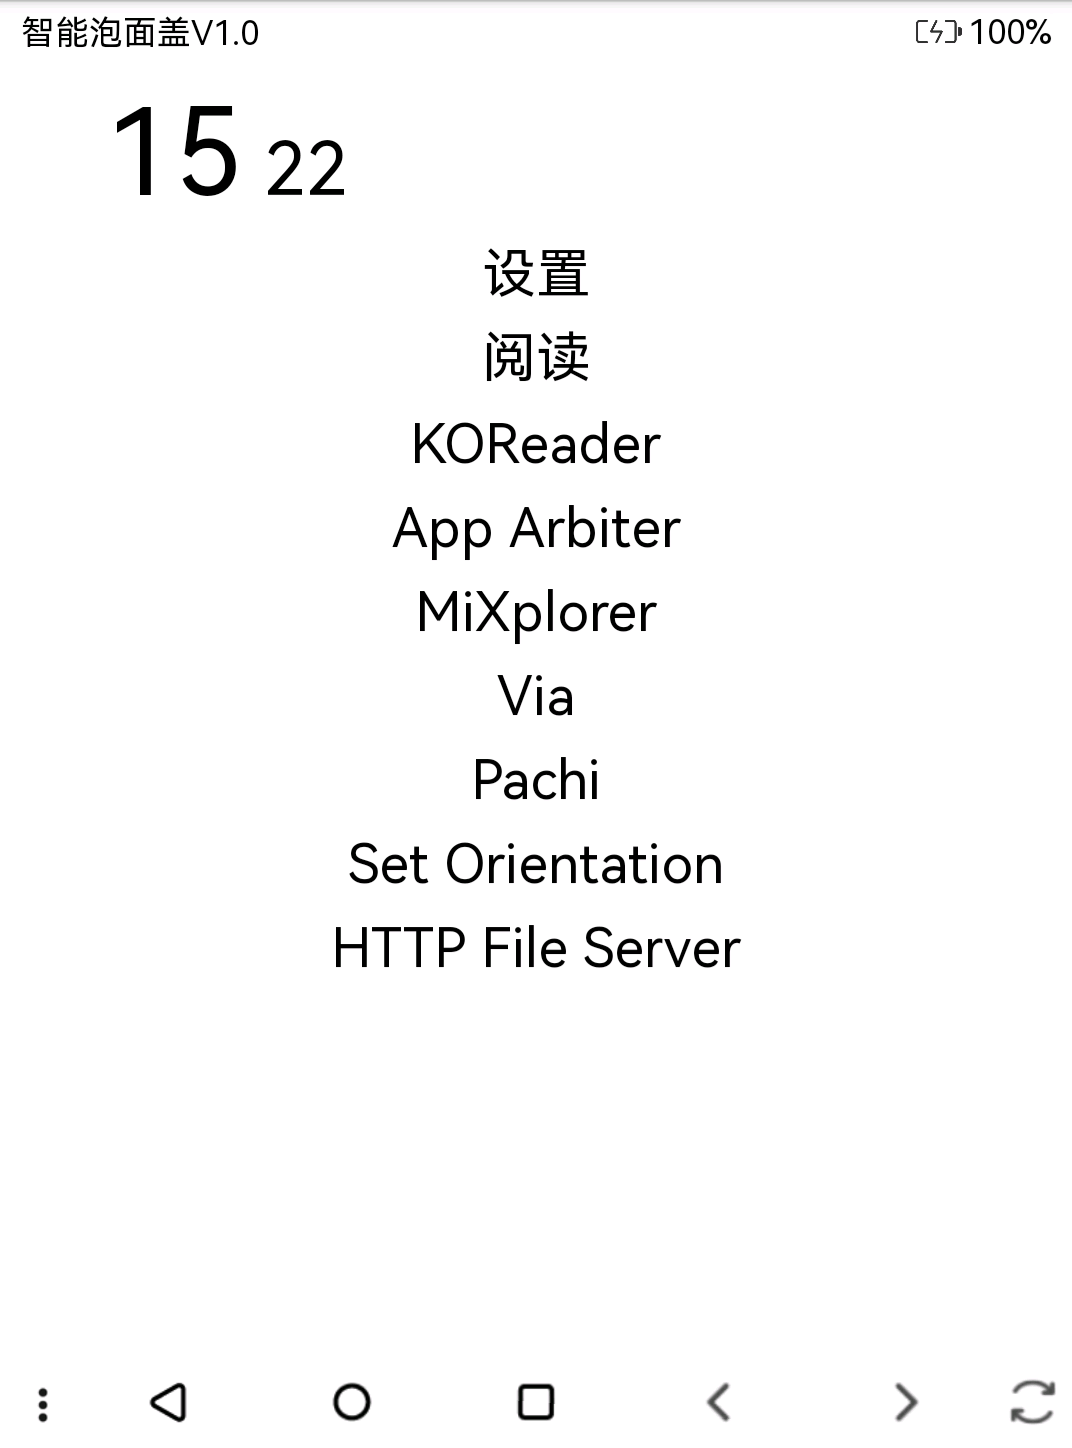 智能泡面盖V1.0 100%
15 22
设置
阅读
KOReader
App Arbiter
MiXplorer
Via
Pachi
Set Orientation
HTTP File Server